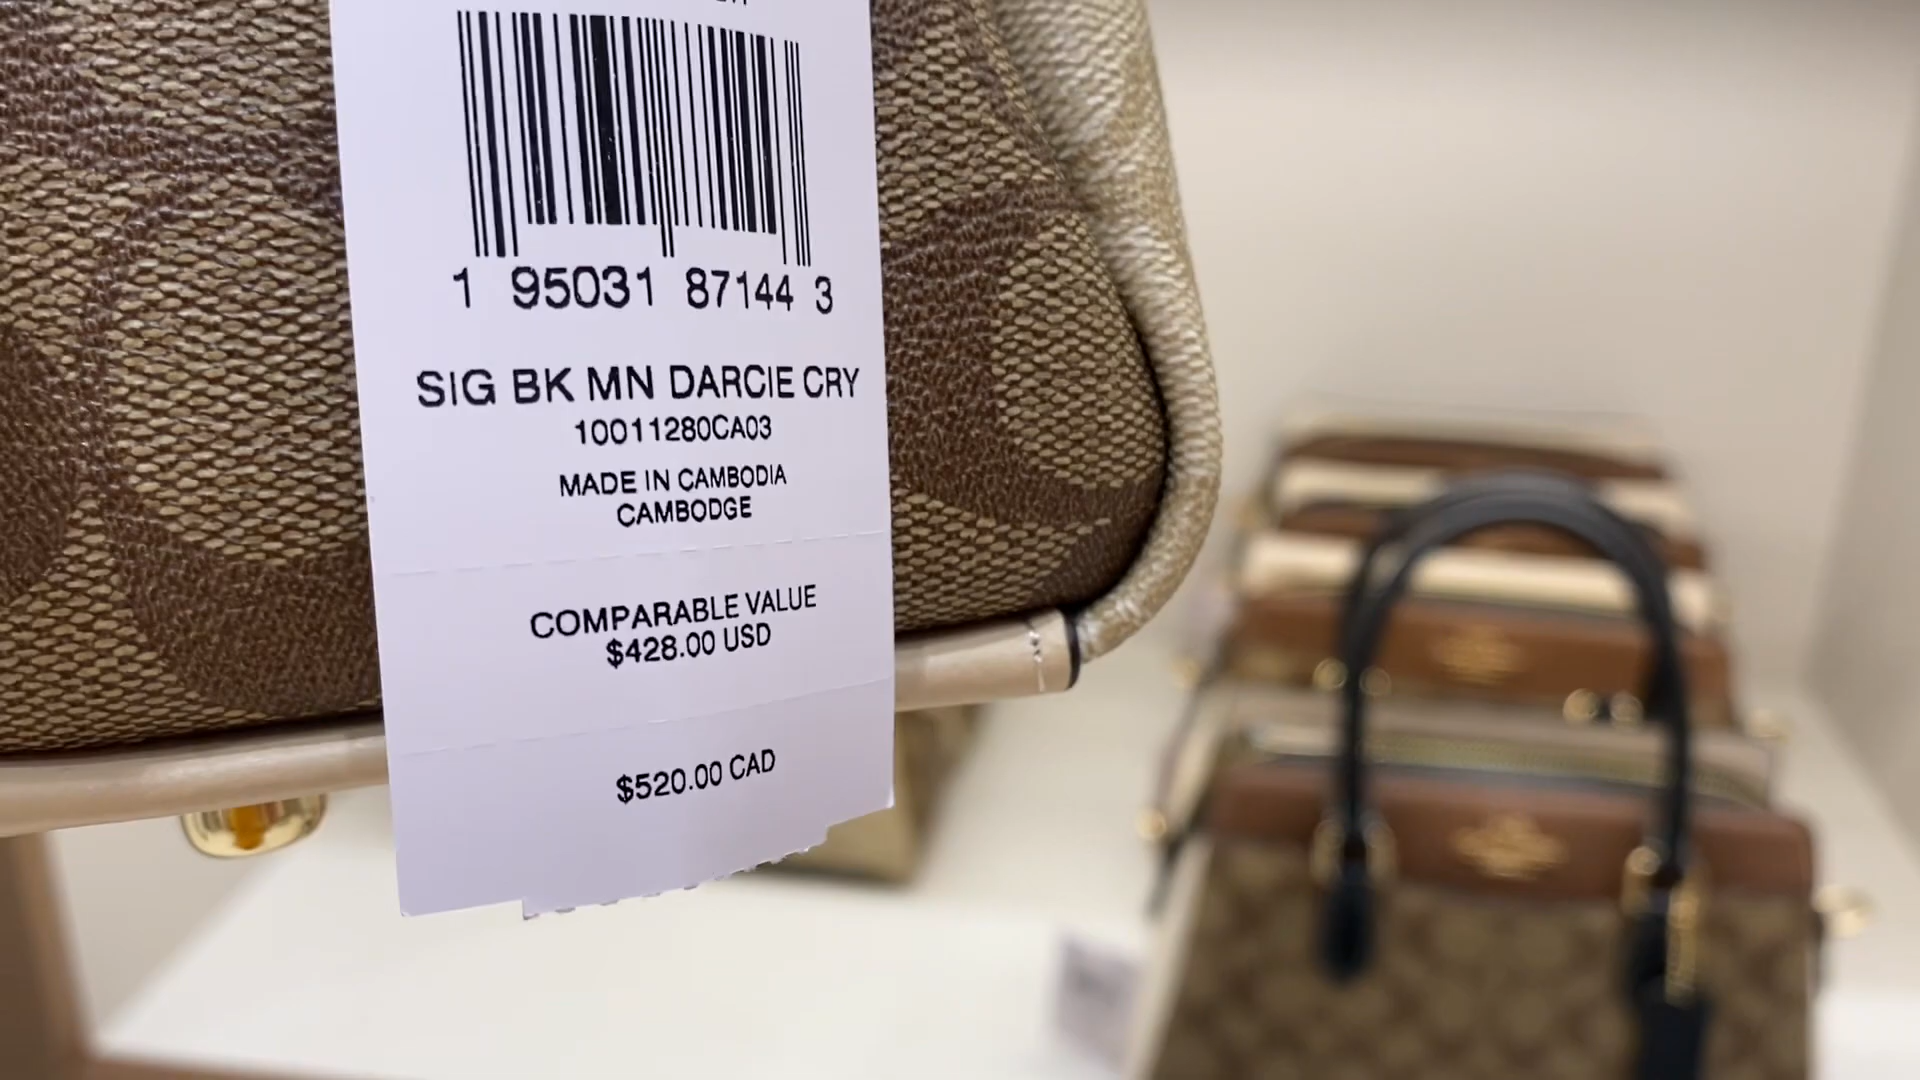 1 95031 87144 3
SIG BK MN DARCIE CRY
10011280CA03
MADE IN CAMBODIA
CAMBODGE
COMPARABLE VALUE
$428.00 USD
$520.00 CAD